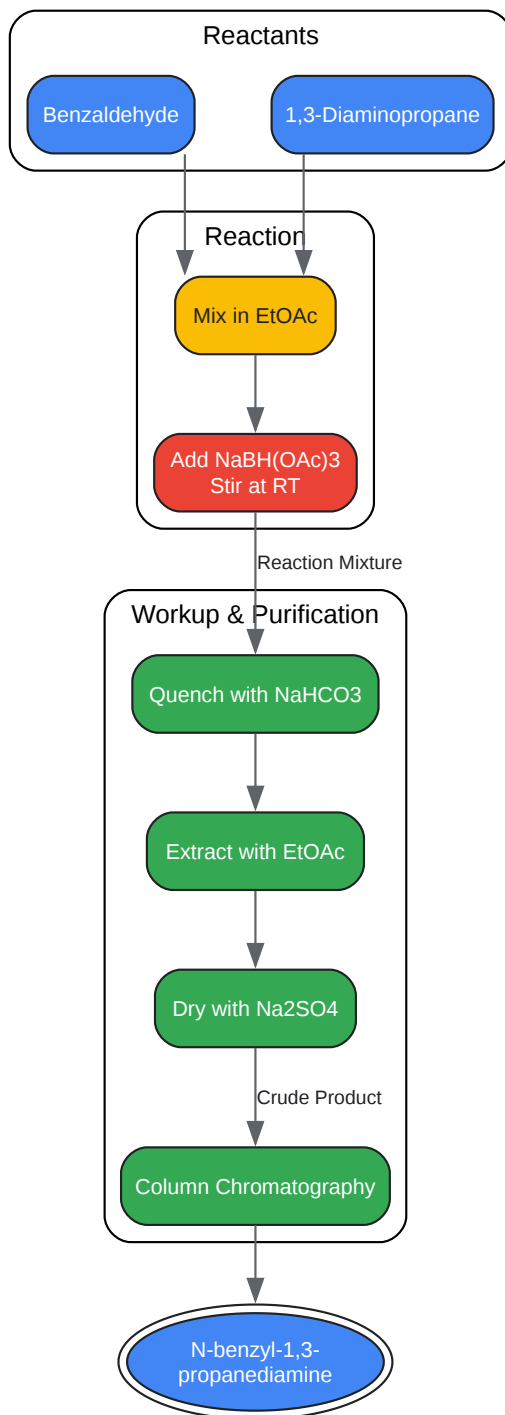 Reactants
Benzaldehyde
1,3-Diaminopropane
Reaction
Mix in EtOAc
Add NaBH(OAc)3
Stir at RT
Reaction Mixture
Workup & Purification
Quench with NaHCO3
Extract with EtOAc
Dry with Na2SO4
Crude Product
Column Chromatography
N-benzyl-1,3-
propanediamine